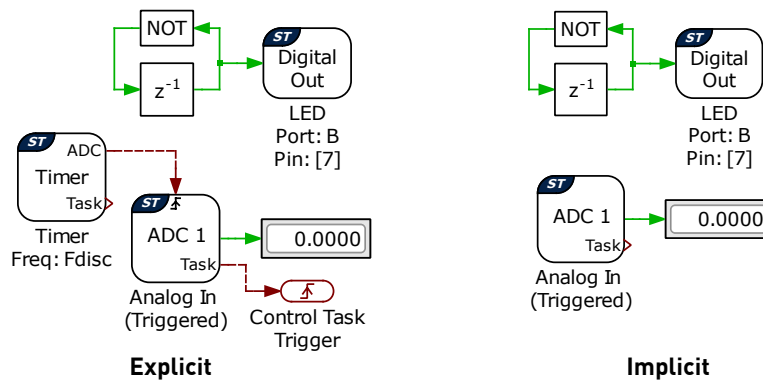 NOT
z⁻¹
ST
Digital
Out
LED
Port: B
Pin: [7]
ST
ADC
Timer
Task
Timer
Freq: Fdisc
ST
ADC 1
Task
0.0000
Analog In
(Triggered)
Control Task
Trigger
Explicit
NOT
z⁻¹
ST
Digital
Out
LED
Port: B
Pin: [7]
ST
ADC 1
Task
0.0000
Analog In
(Triggered)
Implicit